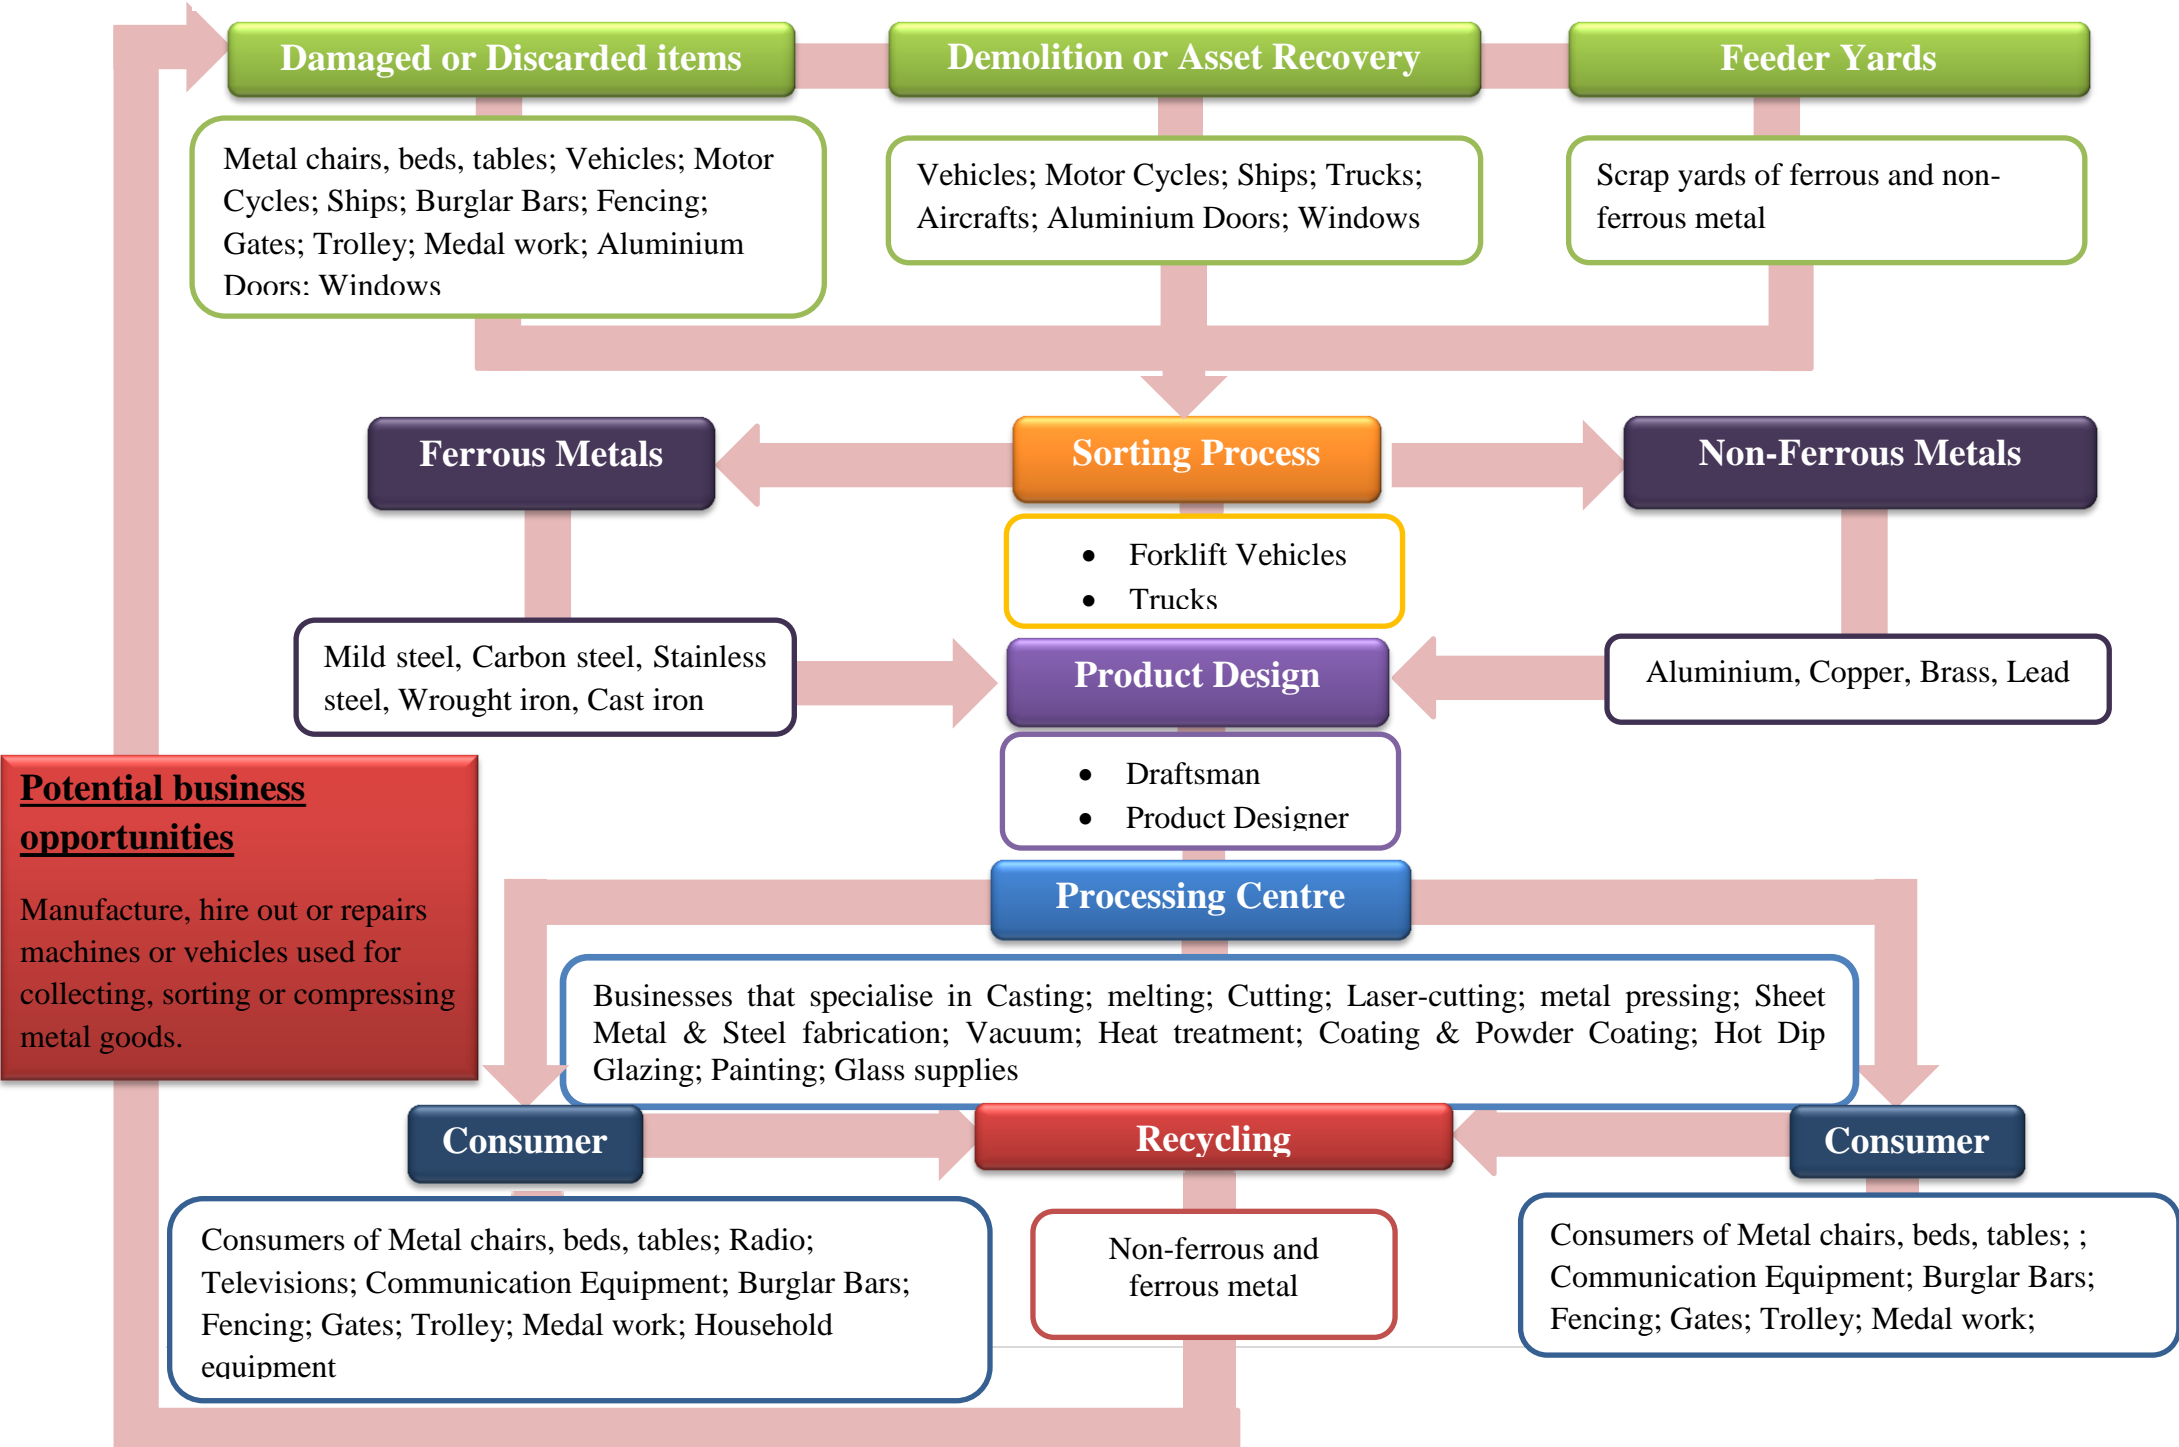 Damaged or Discarded items
Demolition or Asset Recovery
Feeder Yards
Metal chairs, beds, tables; Vehicles; Motor
Cycles; Ships; Burglar Bars; Fencing;
Gates; Trolley; Medal work; Aluminium
Doors; Windows
Vehicles; Motor Cycles; Ships; Trucks;
Aircrafts; Aluminium Doors; Windows
Scrap yards of ferrous and non-
ferrous metal
Ferrous Metals
Sorting Process
Non-Ferrous Metals
• Forklift Vehicles
• Trucks
Mild steel, Carbon steel, Stainless
steel, Wrought iron, Cast iron
Product Design
Aluminium, Copper, Brass, Lead
• Draftsman
• Product Designer
Potential business
opportunities
Manufacture, hire out or repairs
machines or vehicles used for
collecting, sorting or compressing
metal goods.
Processing Centre
Businesses that specialise in Casting; melting; Cutting; Laser-cutting; metal pressing; Sheet
Metal & Steel fabrication; Vacuum; Heat treatment; Coating & Powder Coating; Hot Dip
Glazing; Painting; Glass supplies
Consumer
Recycling
Consumer
Consumers of Metal chairs, beds, tables; Radio;
Televisions; Communication Equipment; Burglar Bars;
Fencing; Gates; Trolley; Medal work; Household
equipment
Non-ferrous and
ferrous metal
Consumers of Metal chairs, beds, tables; ;
Communication Equipment; Burglar Bars;
Fencing; Gates; Trolley; Medal work;